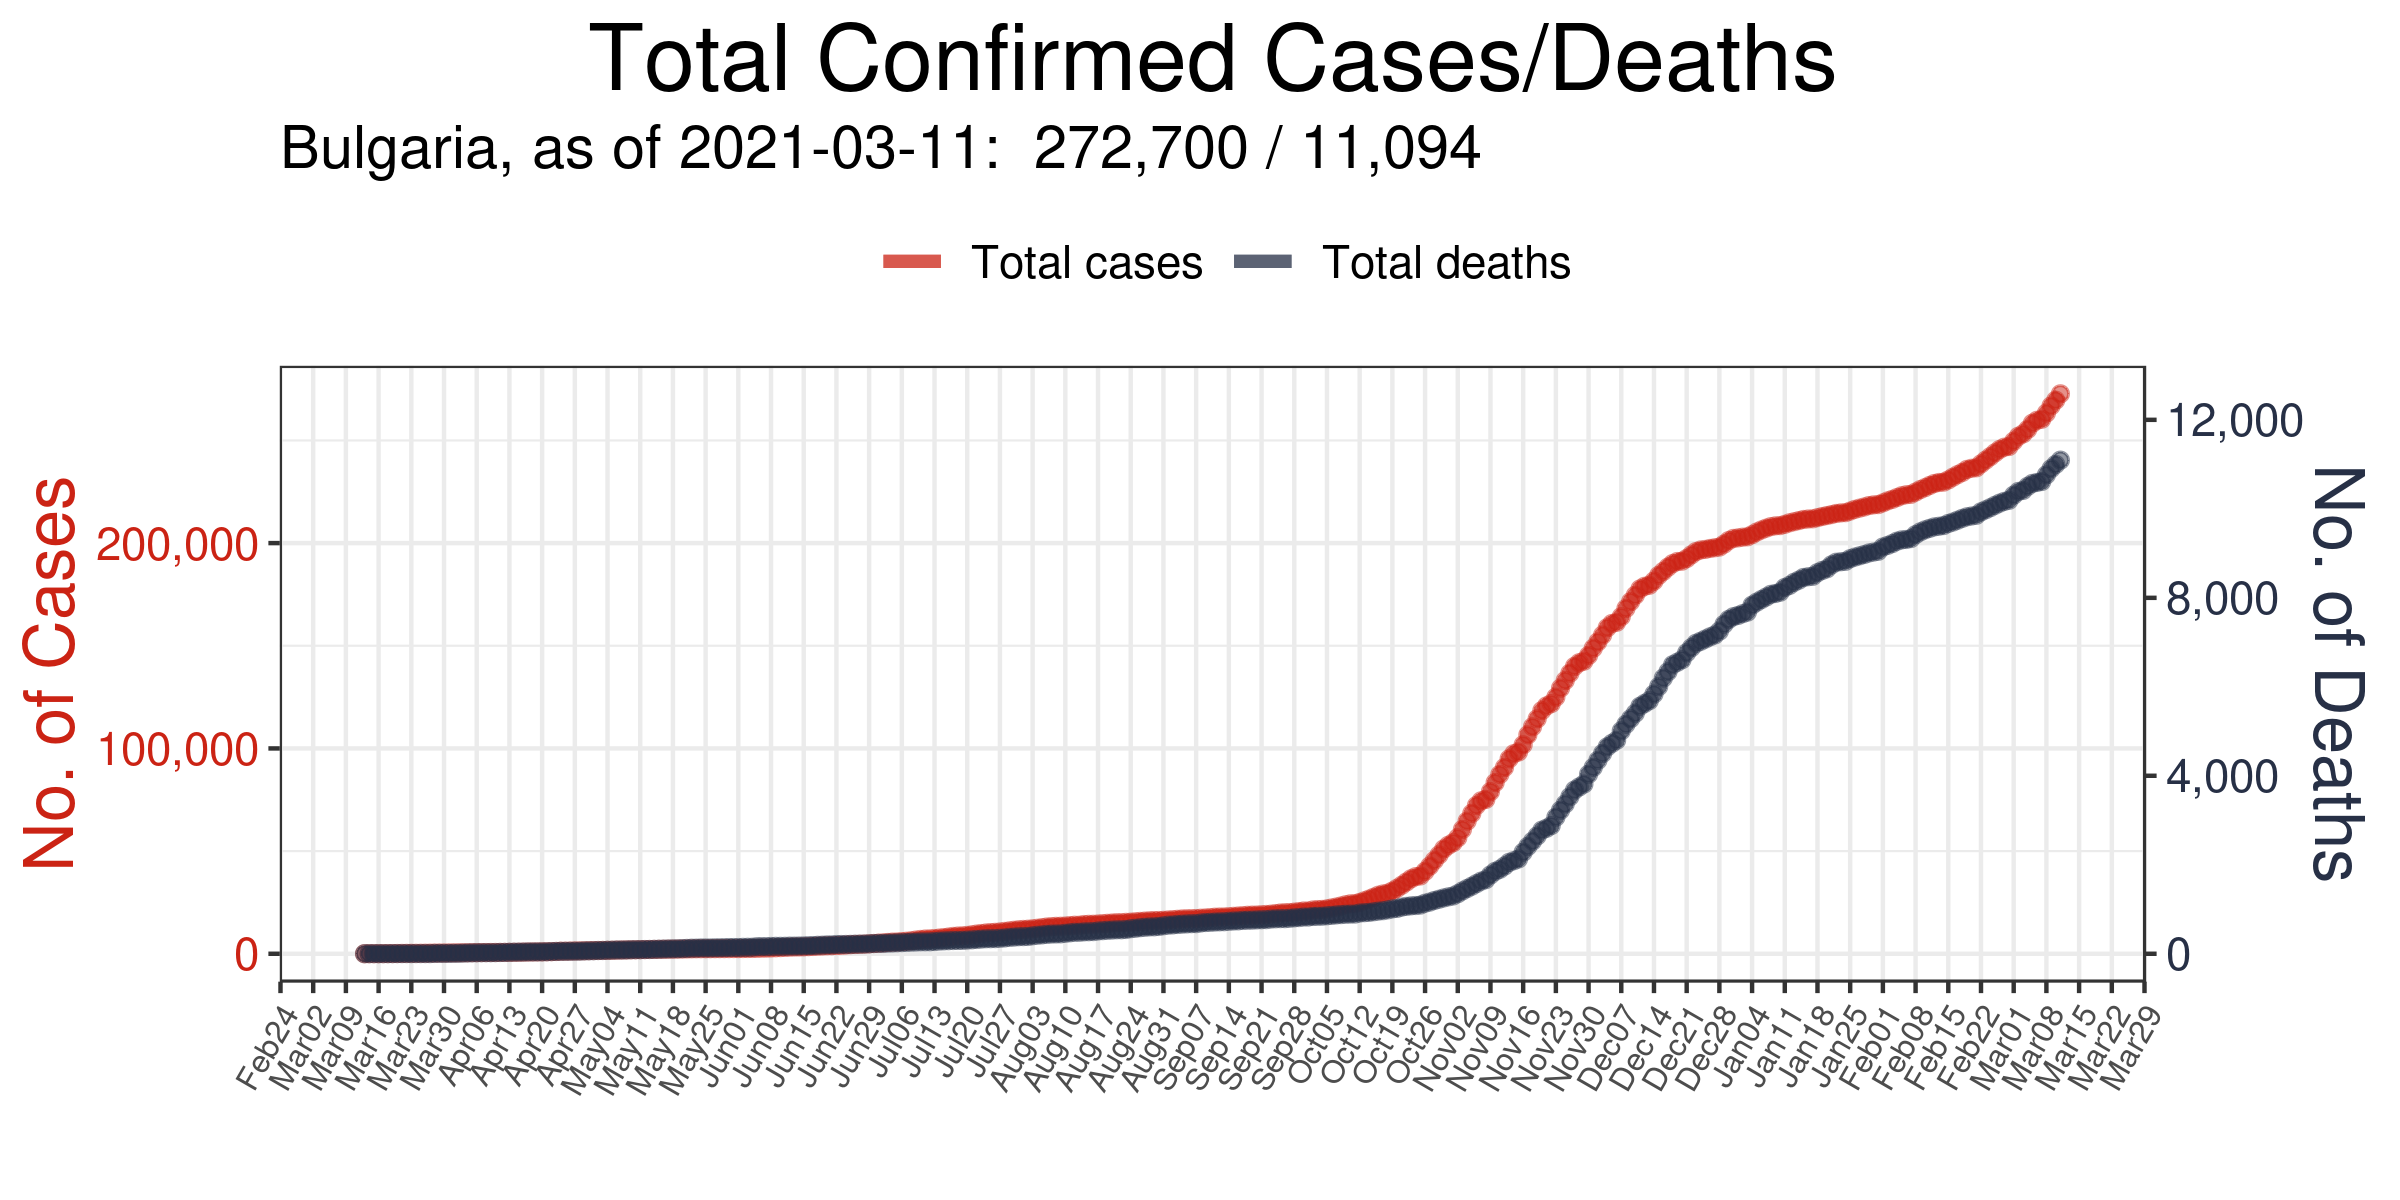 Total Confirmed Cases/Deaths
Bulgaria, as of 2021-03-11:  272,700 / 11,094
Total cases
Total deaths
No. of Cases
200,000
100,000
0
12,000
8,000
4,000
0
No. of Deaths
Feb24
Mar02
Mar09
Mar16
Mar23
Mar30
Apr06
Apr13
Apr20
Apr27
May04
May11
May18
May25
Jun01
Jun08
Jun15
Jun22
Jun29
Jul06
Jul13
Jul20
Jul27
Aug03
Aug10
Aug17
Aug24
Aug31
Sep07
Sep14
Sep21
Sep28
Oct05
Oct12
Oct19
Oct26
Nov02
Nov09
Nov16
Nov23
Nov30
Dec07
Dec14
Dec21
Dec28
Jan04
Jan11
Jan18
Jan25
Feb01
Feb08
Feb15
Feb22
Mar01
Mar08
Mar15
Mar22
Mar29